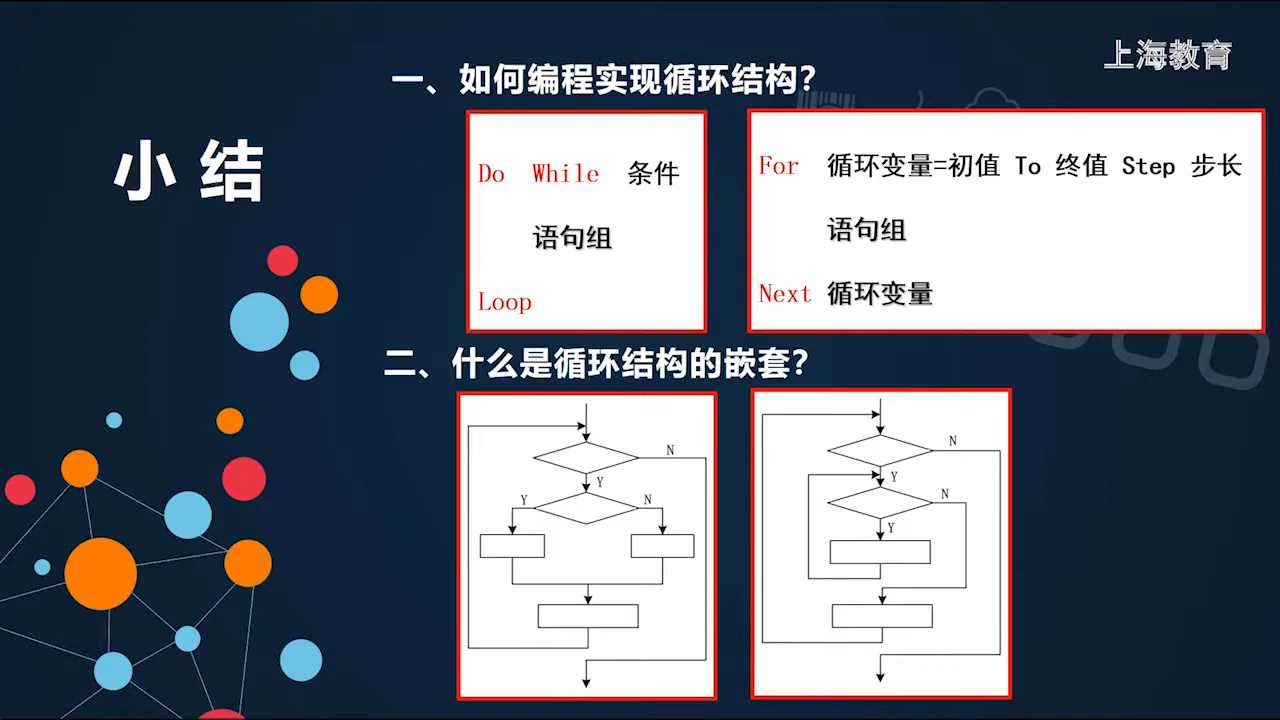 上海教育
小结
一、如何编程实现循环结构？
Do While 条件
语句组
Loop
For 循环变量=初值 To 终值 Step 步长
语句组
Next 循环变量
二、什么是循环结构的嵌套？
N
Y
Y
N
N
Y
N
Y